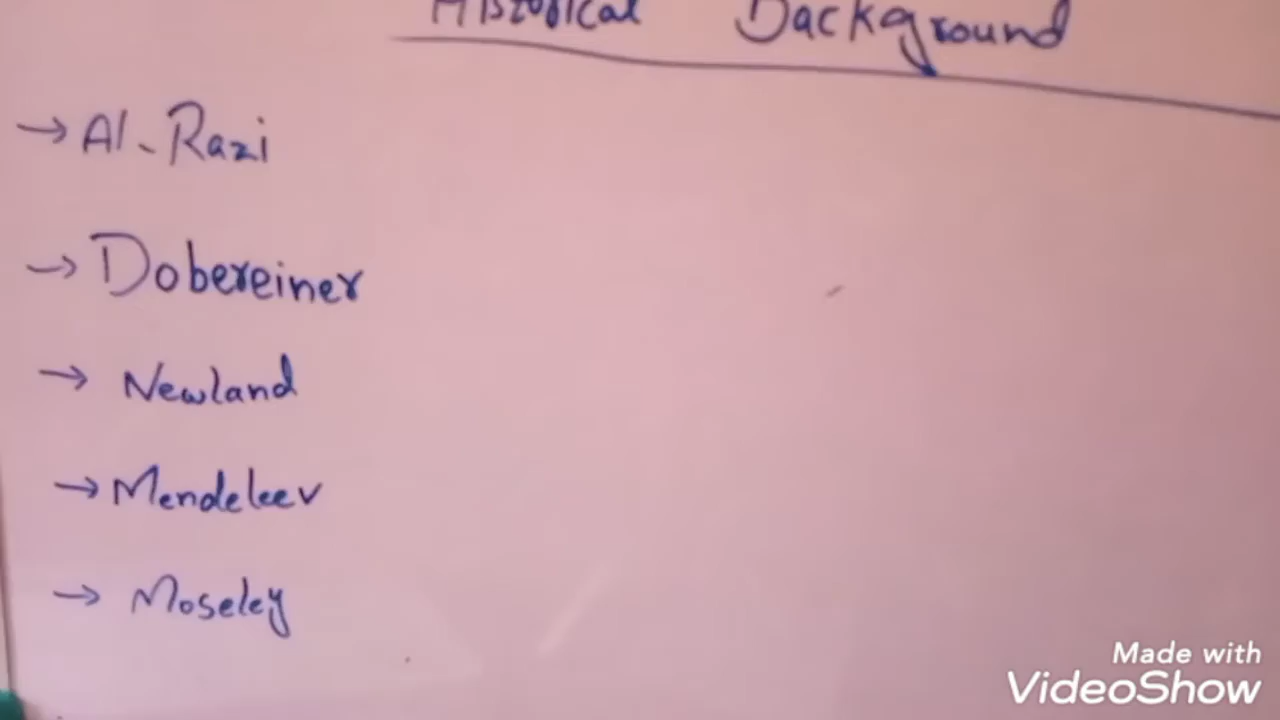 Historical Background
→ Al-Razi
→ Dobereiner
→ Newland
→ Mendeleev
→ Moseley
Made with
VideoShow